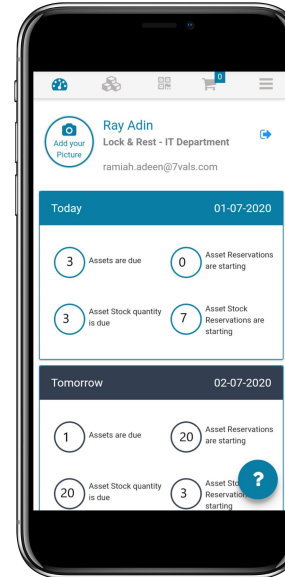 0
Add your
Picture
Ray Adin
Lock & Rest - IT Department
ramiah.adeen@7vals.com
Today 01-07-2020
3 Assets are due
0 Asset Reservations
are starting
3 Asset Stock quantity
is due
7 Asset Stock
Reservations are
starting
Tomorrow 02-07-2020
1 Assets are due
20 Asset Reservations
are starting
20 Asset Stock quantity
is due
3 Asset
starting
?